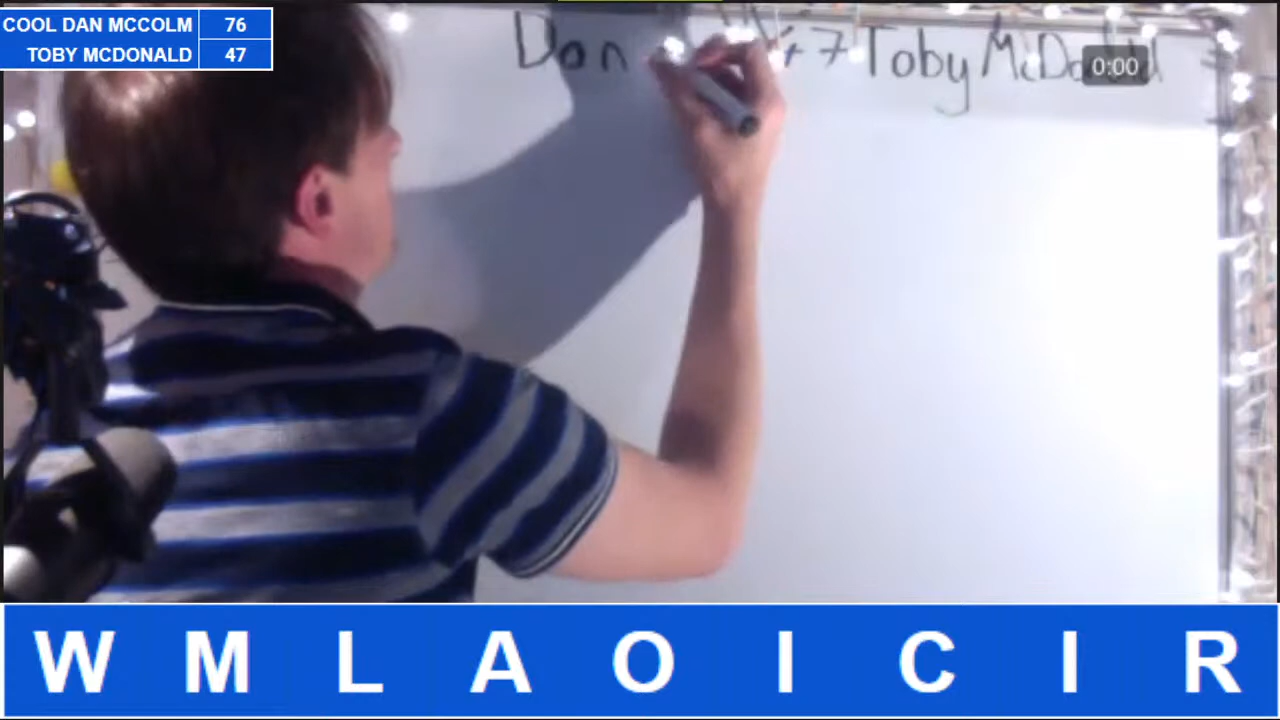 COOL DAN MCCOLM 76
TOBY MCDONALD 47
Dan 47 Toby McDonald
0:00
W M L A O I C I R